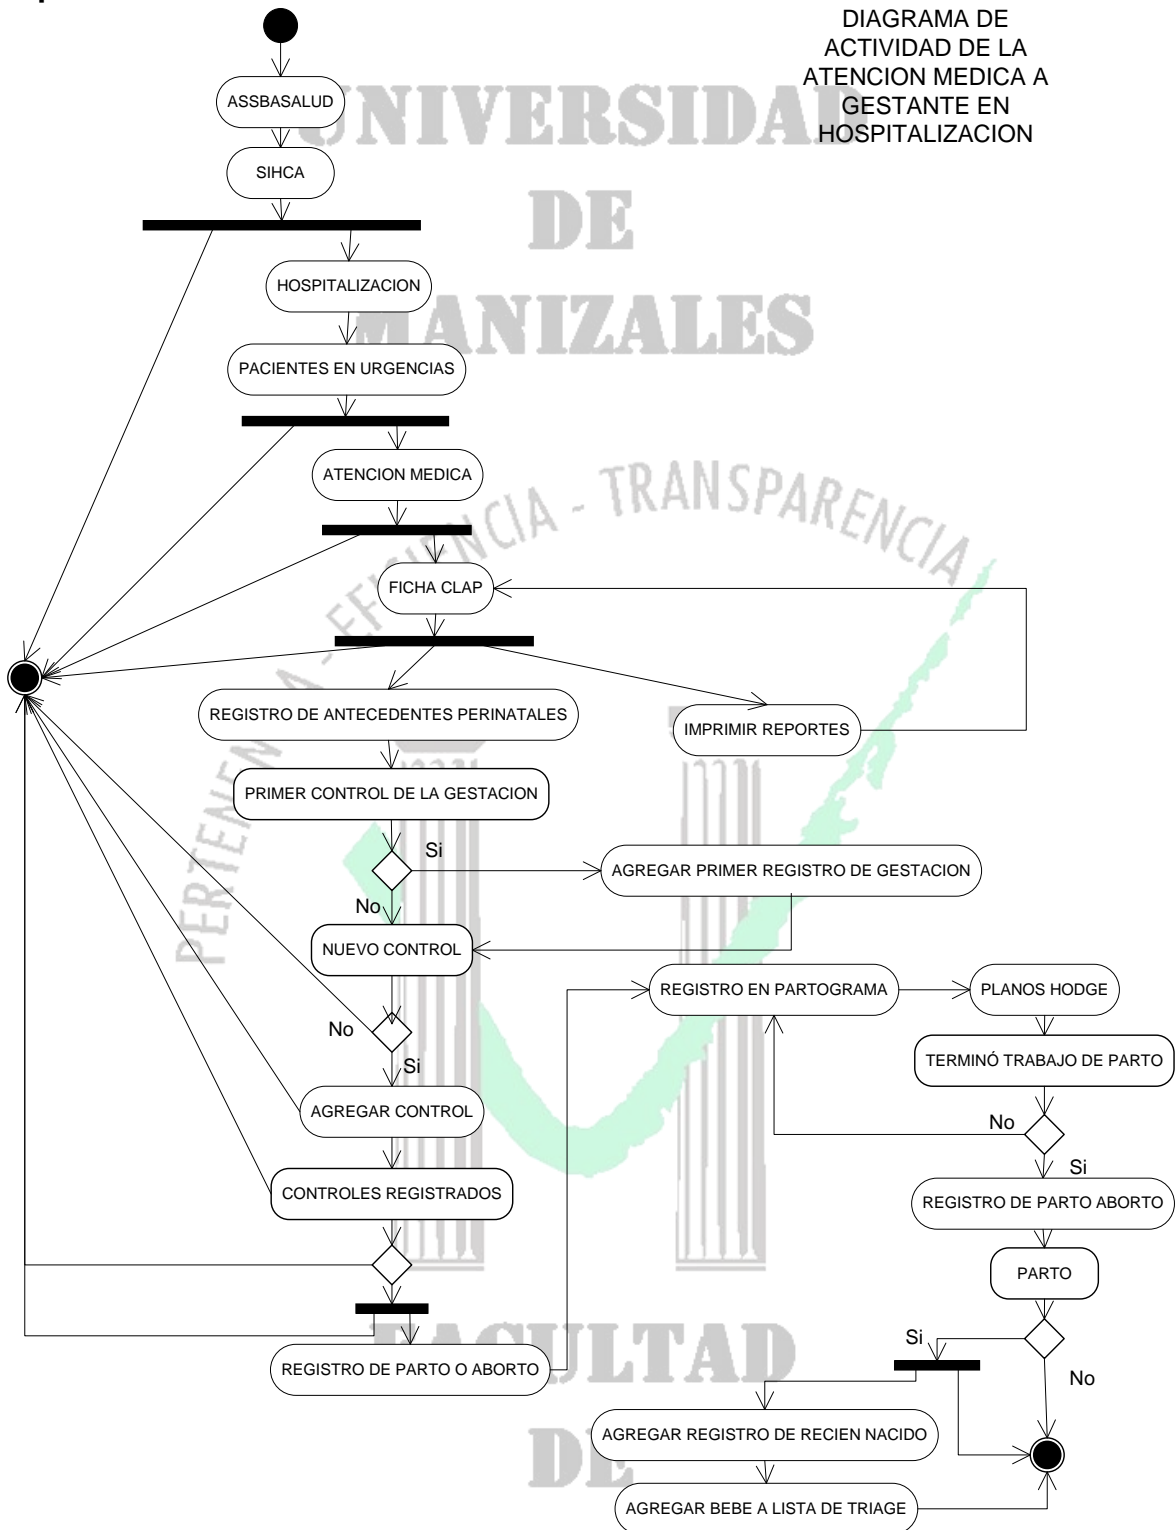 DIAGRAMA DE
ACTIVIDAD DE LA
ATENCION MEDICA A
GESTANTE EN
HOSPITALIZACION
UNIVERSIDAD
DE
MANIZALES
PERTENENCIA - EFICIENCIA - TRANSPARENCIA
FACULTAD
DE
ASSBASALUD
SIHCA
HOSPITALIZACION
PACIENTES EN URGENCIAS
ATENCION MEDICA
FICHA CLAP
REGISTRO DE ANTECEDENTES PERINATALES
IMPRIMIR REPORTES
PRIMER CONTROL DE LA GESTACION
Si
AGREGAR PRIMER REGISTRO DE GESTACION
No
NUEVO CONTROL
REGISTRO EN PARTOGRAMA
PLANOS HODGE
No
Si
TERMINÓ TRABAJO DE PARTO
AGREGAR CONTROL
No
Si
CONTROLES REGISTRADOS
REGISTRO DE PARTO ABORTO
PARTO
Si
No
REGISTRO DE PARTO O ABORTO
AGREGAR REGISTRO DE RECIEN NACIDO
AGREGAR BEBE A LISTA DE TRIAGE